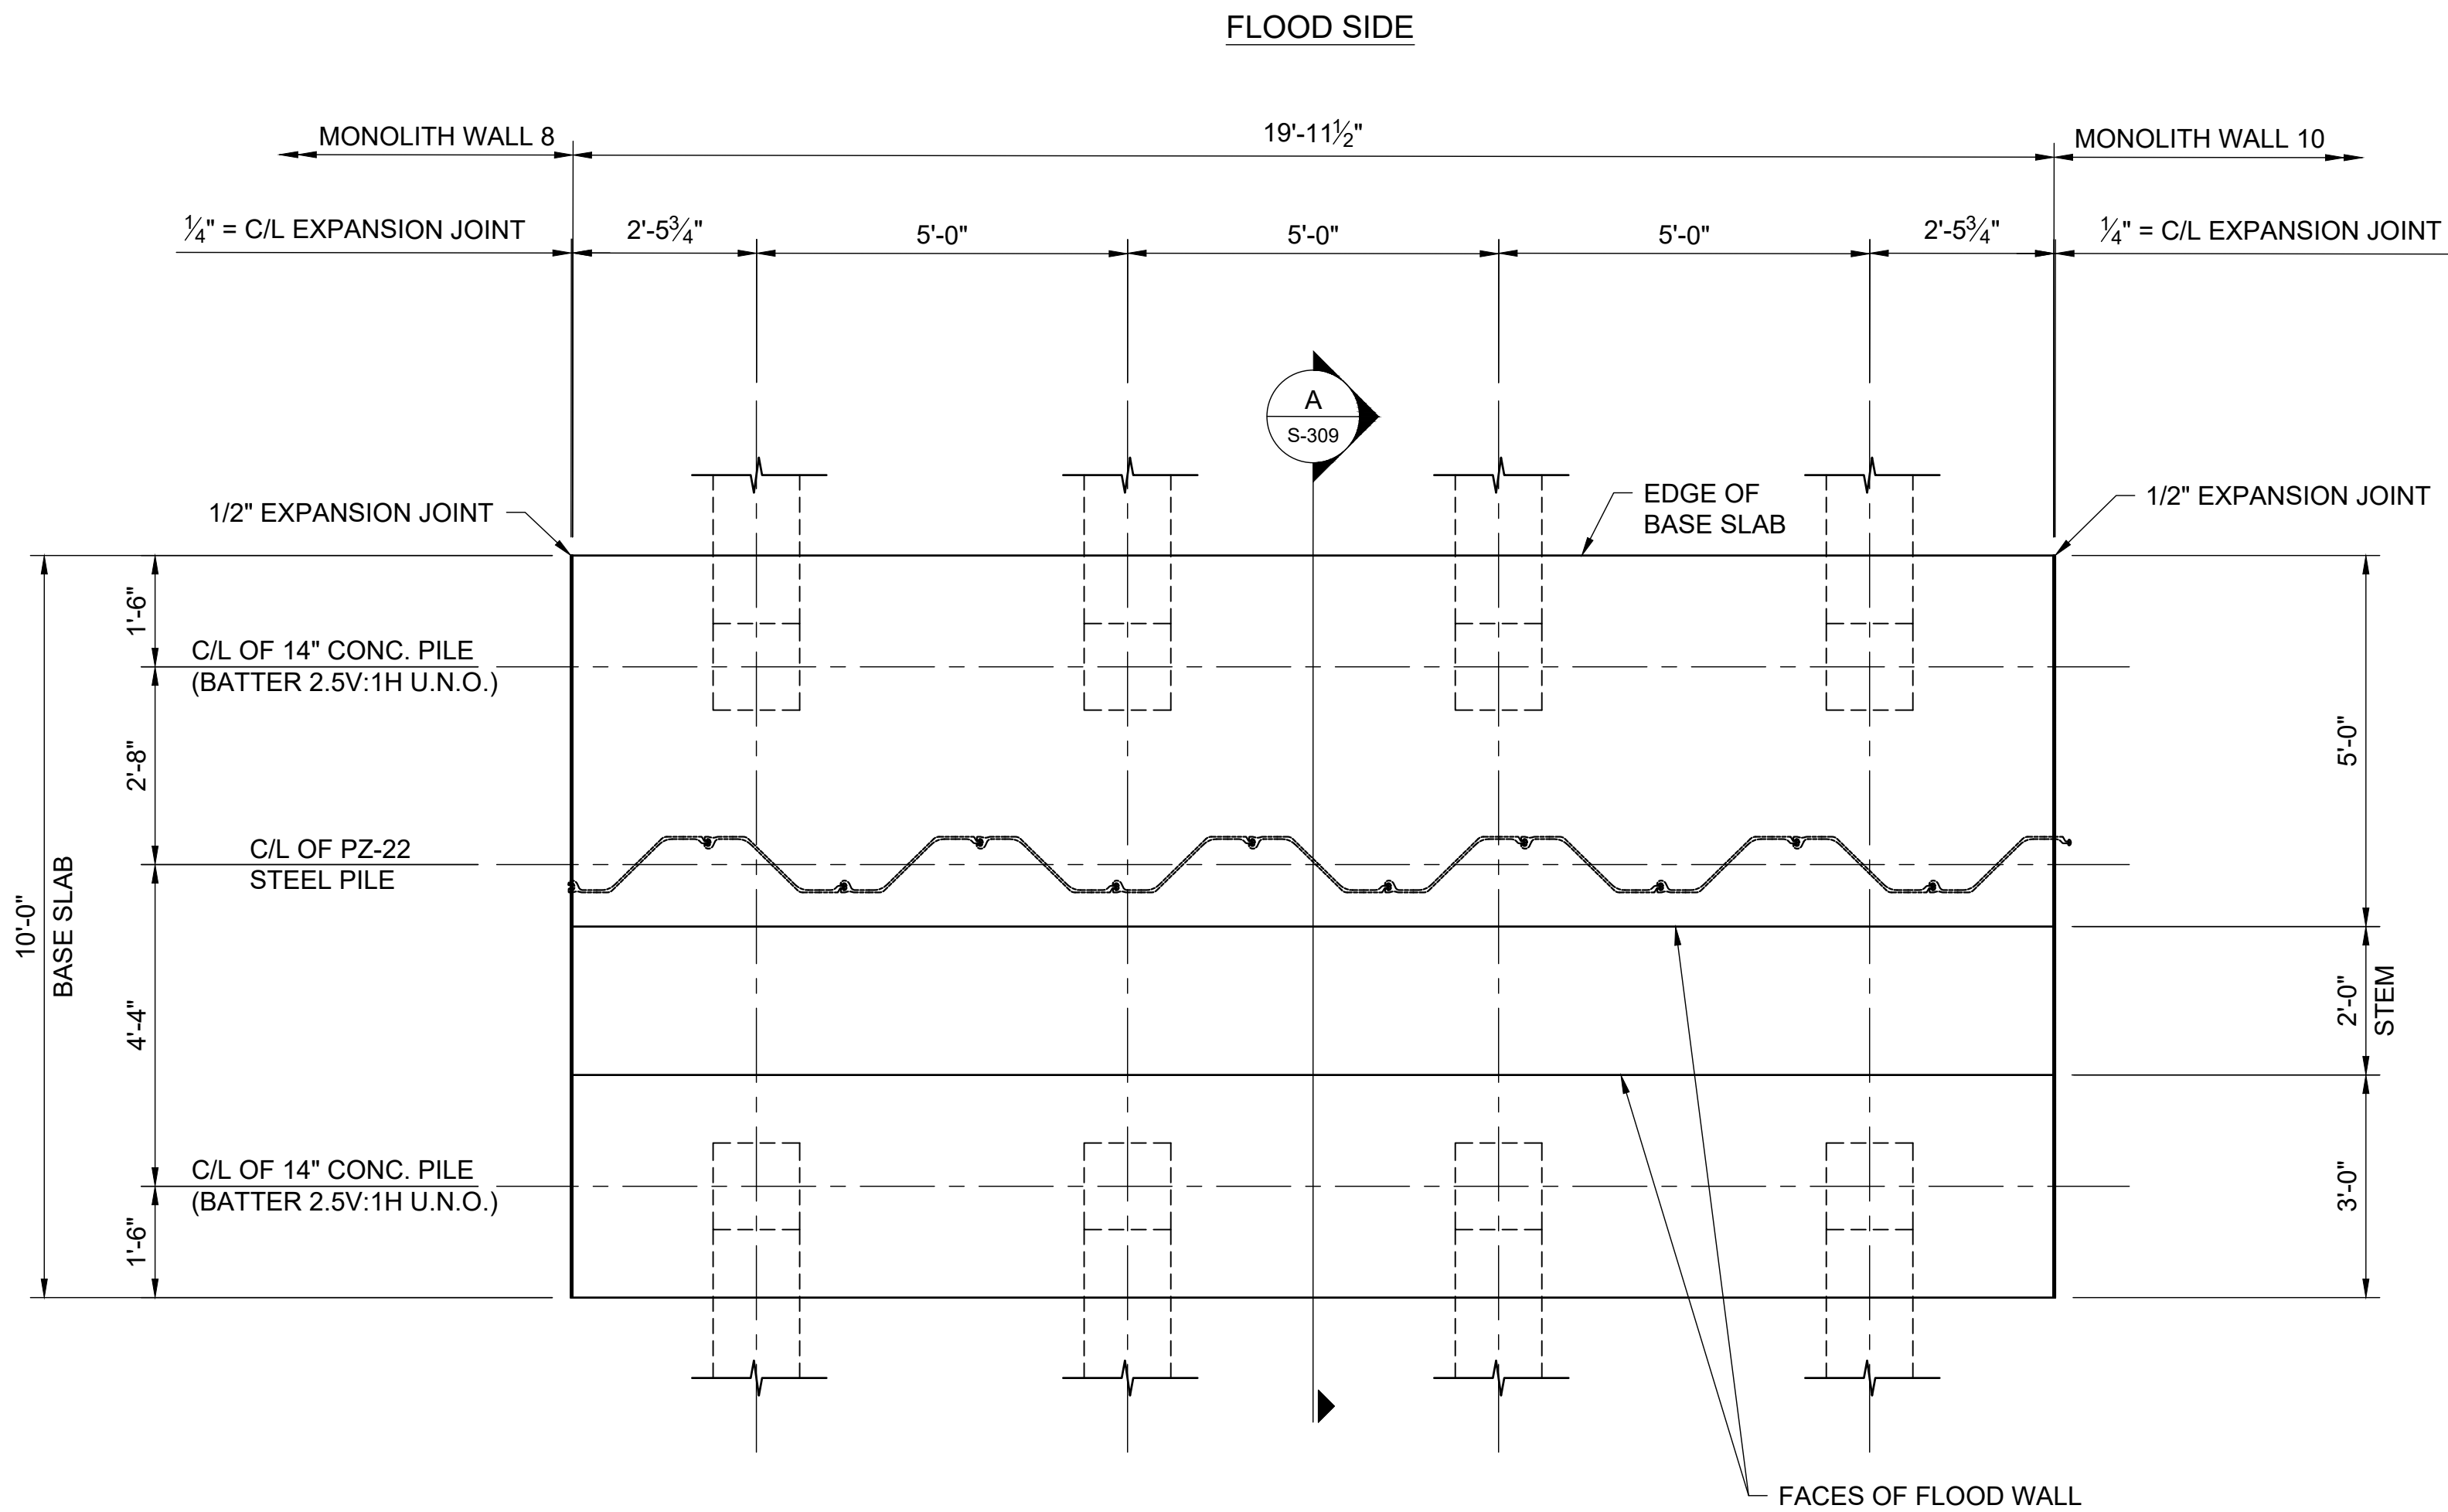 FLOOD SIDE
MONOLITH WALL 8
19'-11½"
MONOLITH WALL 10
¼" = C/L EXPANSION JOINT
2'-5¾"
5'-0"
5'-0"
5'-0"
2'-5¾"
¼" = C/L EXPANSION JOINT
A
S-309
1/2" EXPANSION JOINT
EDGE OF
BASE SLAB
1/2" EXPANSION JOINT
1'-6"
C/L OF 14" CONC. PILE
(BATTER 2.5V:1H U.N.O.)
2'-8"
5'-0"
C/L OF PZ-22
STEEL PILE
10'-0"
BASE SLAB
4'-4"
2'-0"
STEM
C/L OF 14" CONC. PILE
(BATTER 2.5V:1H U.N.O.)
1'-6"
3'-0"
FACES OF FLOOD WALL